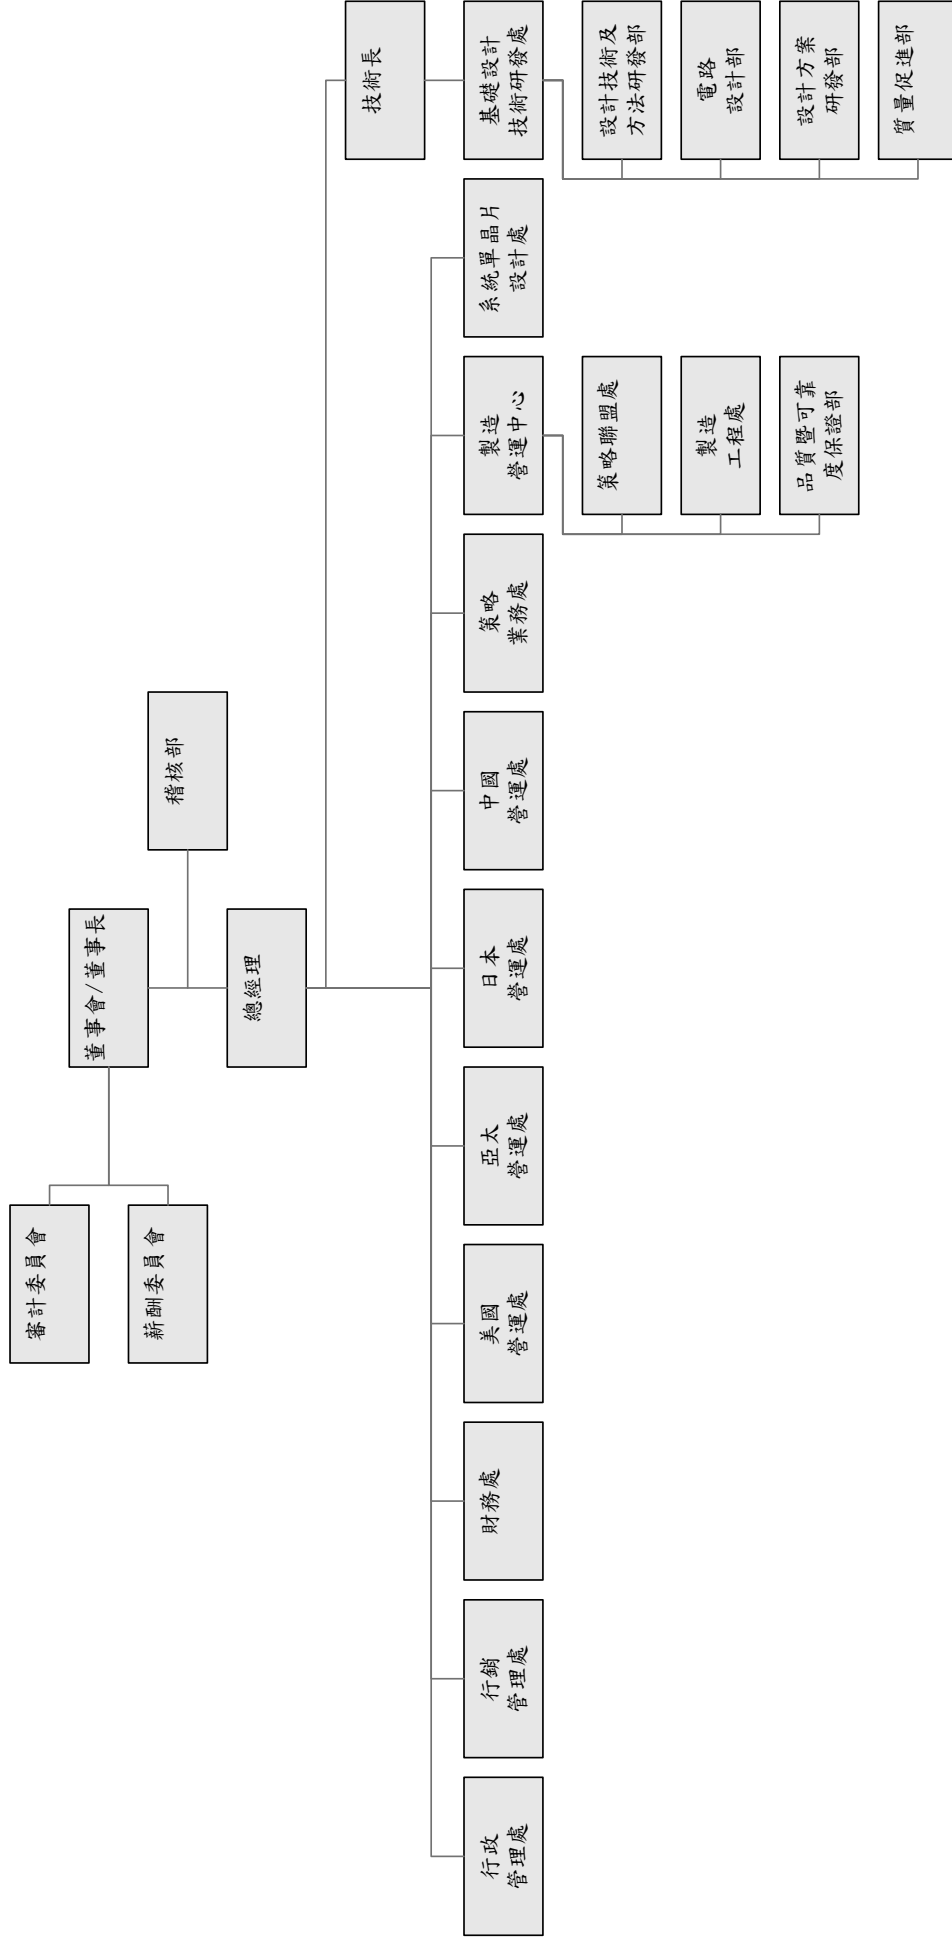 審計委員會
薪酬委員會
董事會/董事長
稽核部
總經理
技術長
行政
管理處
行銷
管理處
財務處
美國
營運處
亞太
營運處
日本
營運處
中國
營運處
策略
業務處
製造
營運中心
系統單晶片
設計處
基礎設計
技術研發處
策略聯盟處
製造
工程處
品質暨可靠
度保證部
設計技術及
方法研發部
電路
設計部
設計方案
研發部
質量促進部